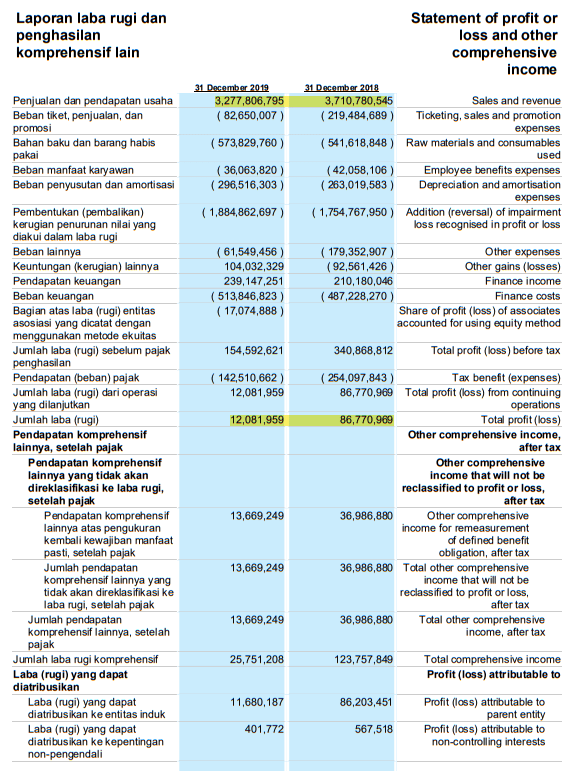 Laporan laba rugi dan
penghasilan
komprehensif lain
Statement of profit or
loss and other
comprehensive
income
31 December 2019 31 December 2018
Penjualan dan pendapatan usaha 3,277,806,795 3,710,780,545 Sales and revenue
Beban tiket, penjualan, dan ( 82,650,007 ) ( 219,484,689 ) Ticketing, sales and promotion
promosi expenses
Bahan baku dan barang habis ( 573,829,760 ) ( 541,618,848 ) Raw materials and consumables
pakai used
Beban manfaat karyawan ( 36,063,820 ) ( 42,058,106 ) Employee benefits expenses
Beban penyusutan dan amortisasi ( 296,516,303 ) ( 263,019,583 ) Depreciation and amortisation
expenses
Pembentukan (pembalikan) ( 1,884,862,697 ) ( 1,754,767,950 ) Addition (reversal) of impairment
kerugian penurunan nilai yang loss recognised in profit or loss
diakui dalam laba rugi
Beban lainnya ( 61,549,456 ) ( 179,352,907 ) Other expenses
Keuntungan (kerugian) lainnya 104,032,329 ( 92,561,426 ) Other gains (losses)
Pendapatan keuangan 239,147,251 210,180,046 Finance income
Beban keuangan ( 513,846,823 ) ( 487,228,270 ) Finance costs
Bagian atas laba (rugi) entitas ( 17,074,888 ) Share of profit (loss) of associates
asosiasi yang dicatat dengan accounted for using equity method
menggunakan metode ekuitas
Jumlah laba (rugi) sebelum pajak 154,592,621 340,868,812 Total profit (loss) before tax
penghasilan
Pendapatan (beban) pajak ( 142,510,662 ) ( 254,097,843 ) Tax benefit (expenses)
Jumlah laba (rugi) dari operasi 12,081,959 86,770,969 Total profit (loss) from continuing
yang dilanjutkan operations
Jumlah laba (rugi) 12,081,959 86,770,969 Total profit (loss)
Pendapatan komprehensif Other comprehensive income,
lainnya, setelah pajak after tax
Pendapatan komprehensif Other comprehensive
lainnya yang tidak akan income that will not be
direklasifikasi ke laba rugi, reclassified to profit or loss,
setelah pajak after tax
Pendapatan komprehensif 13,669,249 36,986,880 Other comprehensive
lainnya atas pengukuran income for remeasurement
kembali kewajiban manfaat of defined benefit
pasti, setelah pajak obligation, after tax
Jumlah pendapatan 13,669,249 36,986,880 Total other comprehensive
komprehensif lainnya yang income that will not be
tidak akan direklasifikasi ke reclassified to profit or loss,
laba rugi, setelah pajak after tax
Jumlah pendapatan 13,669,249 36,986,880 Total other comprehensive
komprehensif lainnya, setelah income, after tax
pajak
Jumlah laba rugi komprehensif 25,751,208 123,757,849 Total comprehensive income
Laba (rugi) yang dapat Profit (loss) attributable to
diatribusikan
Laba (rugi) yang dapat 11,680,187 86,203,451 Profit (loss) attributable to
diatribusikan ke entitas induk parent entity
Laba (rugi) yang dapat 401,772 567,518 Profit (loss) attributable to
diatribusikan ke kepentingan non-controlling interests
non-pengendali